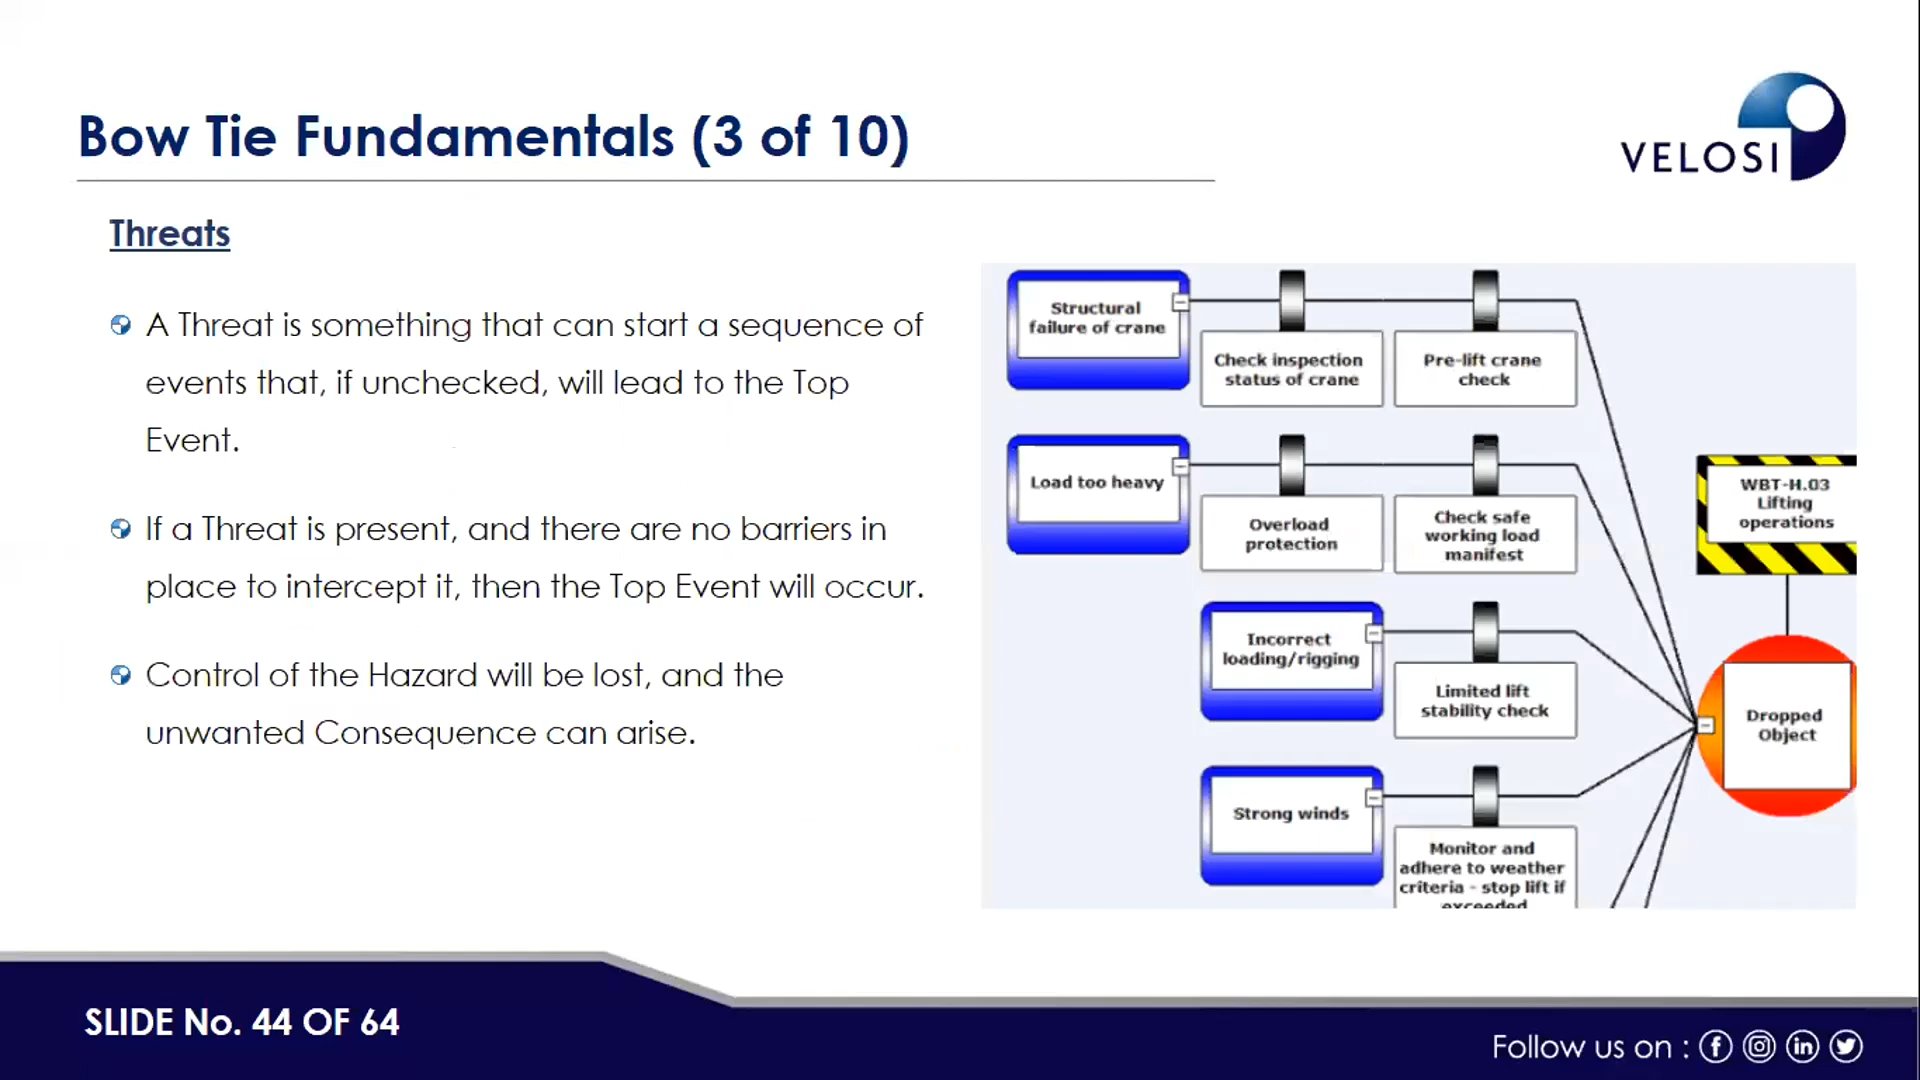 Bow Tie Fundamentals (3 of 10)
VELOSI
Threats
A Threat is something that can start a sequence of
events that, if unchecked, will lead to the Top
Event.
If a Threat is present, and there are no barriers in
place to intercept it, then the Top Event will occur.
Control of the Hazard will be lost, and the
unwanted Consequence can arise.
Structural
failure of crane
Check inspection
status of crane
Pre-lift crane
check
Load too heavy
Overload
protection
Check safe
working load
manifest
WBT-H.03
Lifting
operations
Incorrect
loading/rigging
Limited lift
stability check
Dropped
Object
Strong winds
Monitor and
adhere to weather
criteria - stop lift if
exceeded
SLIDE No. 44 OF 64
Follow us on :